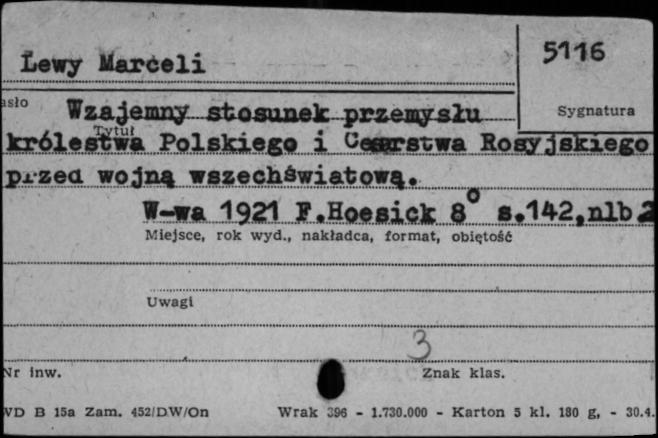 Lewy Marceli
5116
asło
Wzajemny stosunek przemysłu
Sygnatura
Tytuł
królestwa Polskiego i Cesarstwa Rosyjskiego
przed wojną wszechświatową.
W-wa 1921 F.Hoesick 8° s.142,nlb 2
Miejsce, rok wyd., nakładca, format, objętość
Uwagi
3
Nr inw.
Znak klas.
WD B 15a Zam. 452/DW/On
Wrak 396 - 1.730.000 - Karton 5 kl. 180 g, - 30.4.